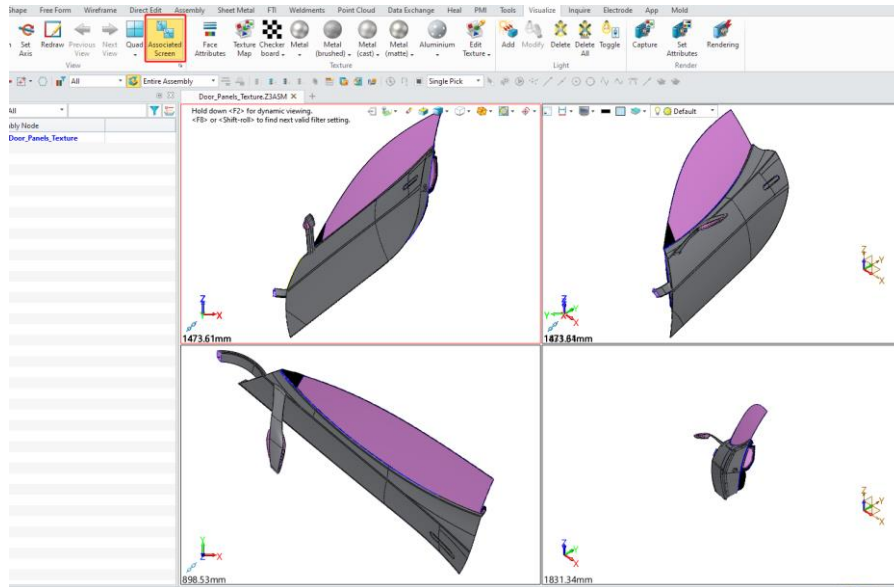 Shape Free Form Wireframe Direct Edit Assembly Sheet Metal FTI Weldments Point Cloud Data Exchange Heal PMI Tools Visualize Inquire Electrode App Mold
Set Axis Redraw Previous View Next View Quad Associated Screen Face Attributes Texture Map Checker board Metal Metal (brushed) Metal (cast) Metal (matte) Aluminium Edit Texture Add Modify Delete Delete All Toggle Capture Set Attributes Rendering
View Texture Light Render
All Entire Assembly Single Pick
Door_Panels_Texture.Z3ASM
All
Hold down <F2> for dynamic viewing.
<F8> or <Shift-roll> to find next valid filter setting.
Default
bly Node
Door_Panels_Texture
Z
X
1473.61mm
Z
Y X
Z
Y
X
Y
Z X
898.53mm
Z
Y
X
1831.34mm
Z
Y
X